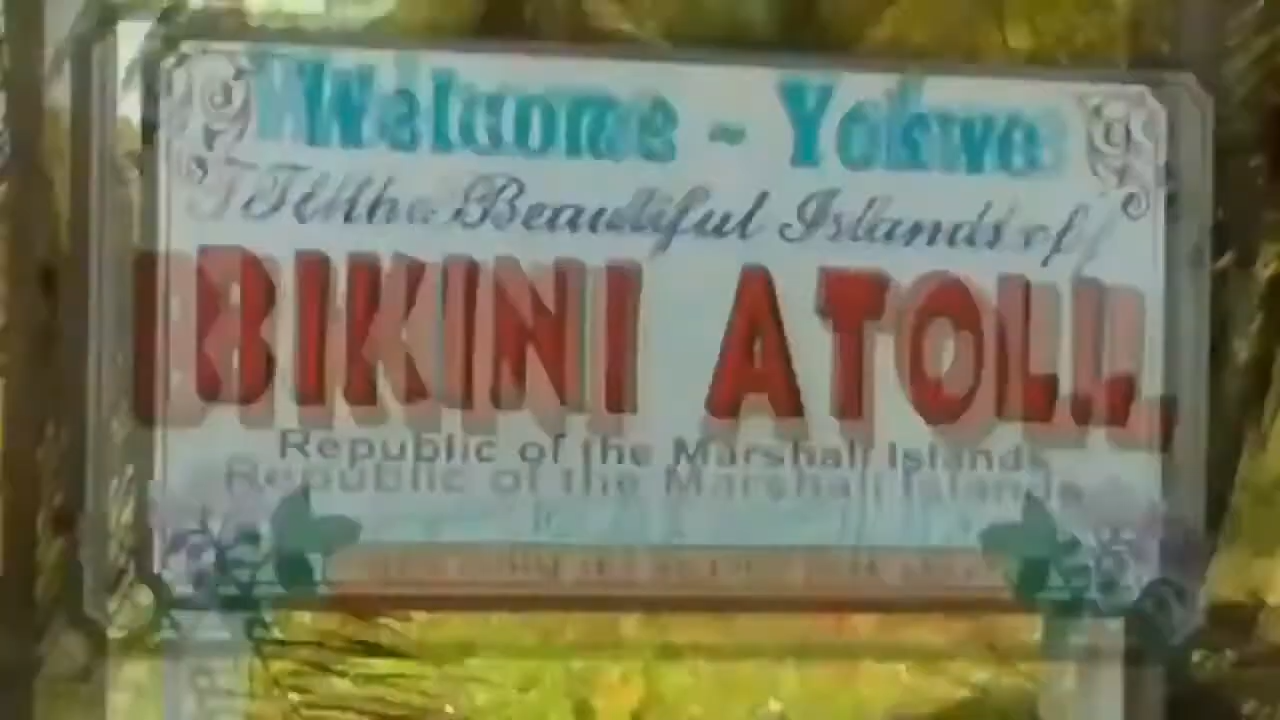 Welcome ~ Yokwe
To the Beautiful Islands of
BIKINI ATOLL
Republic of the Marshall Islands